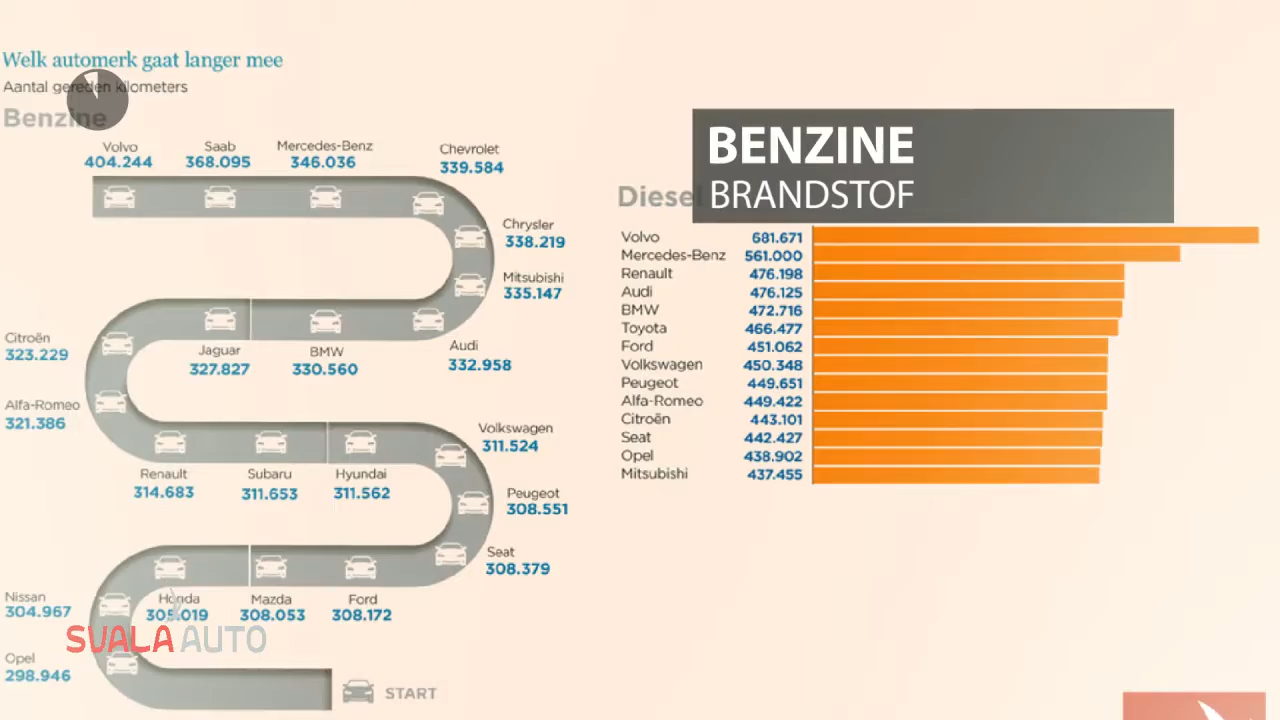 Welk automerk gaat langer mee
Aantal gereden kilometers
Benzine
Volvo
404.244
Saab
368.095
Mercedes-Benz
346.036
Chevrolet
339.584
Chrysler
338.219
Mitsubishi
335.147
Audi
332.958
BMW
330.560
Jaguar
327.827
Citroën
323.229
Alfa-Romeo
321.386
Renault
314.683
Subaru
311.653
Hyundai
311.562
Volkswagen
311.524
Peugeot
308.551
Seat
308.379
Ford
308.172
Mazda
308.053
Honda
305.019
Nissan
304.967
Opel
298.946
START
SVALA AUTO
BENZINE
BRANDSTOF
Diesel
Volvo 681.671
Mercedes-Benz 561.000
Renault 476.198
Audi 476.125
BMW 472.716
Toyota 466.477
Ford 451.062
Volkswagen 450.348
Peugeot 449.651
Alfa-Romeo 449.422
Citroën 443.101
Seat 442.427
Opel 438.902
Mitsubishi 437.455